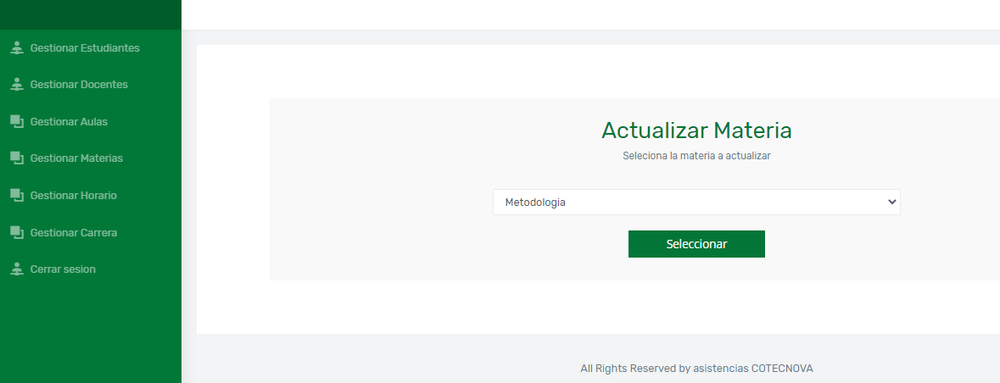 Gestionar Estudiantes
Gestionar Docentes
Gestionar Aulas
Gestionar Materias
Gestionar Horario
Gestionar Carrera
Cerrar sesion
Actualizar Materia
Seleciona la materia a actualizar
Metodologia
Seleccionar
All Rights Reserved by asistencias COTECNOVA